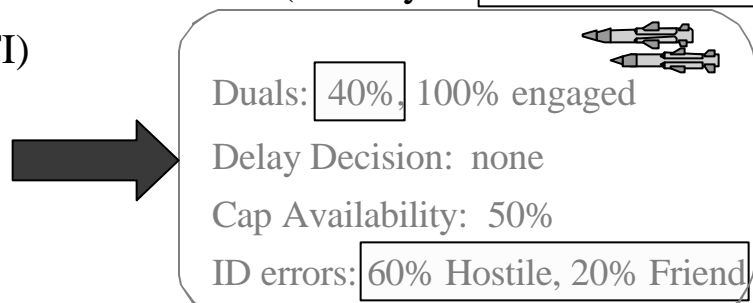 I)
Duals: 40%, 100% engaged
Delay Decision: none
Cap Availability: 50%
ID errors: 60% Hostile, 20% Friend